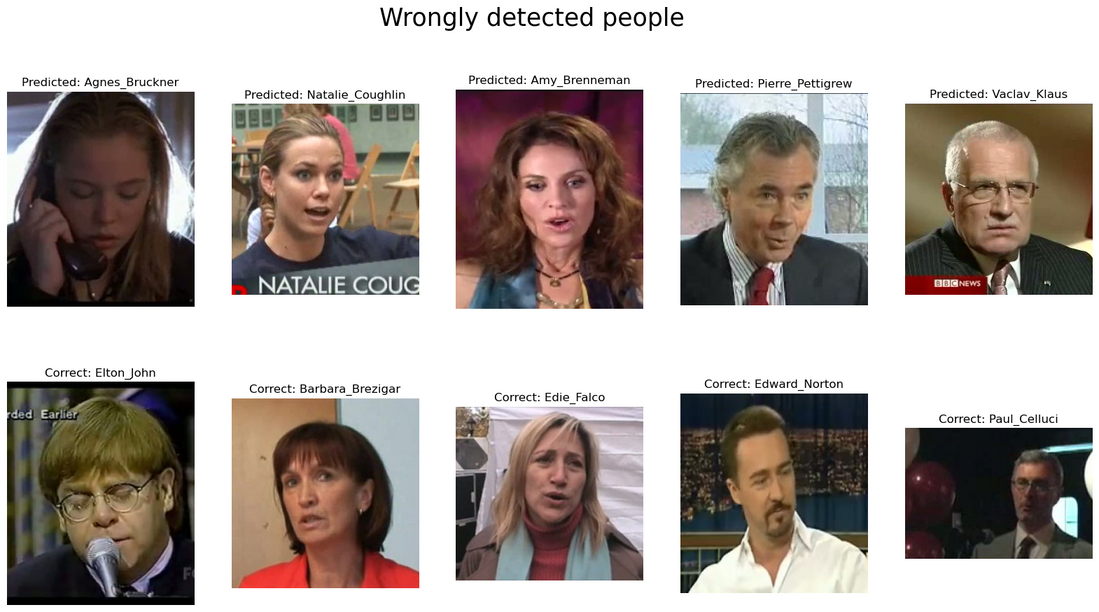 Wrongly detected people
Predicted: Agnes_Bruckner
Predicted: Natalie_Coughlin
Predicted: Amy_Brenneman
Predicted: Pierre_Pettigrew
Predicted: Vaclav_Klaus
NATALIE COUG
BBC NEWS
Correct: Elton_John
Correct: Barbara_Brezigar
Correct: Edie_Falco
Correct: Edward_Norton
Correct: Paul_Celluci
rded Earlier